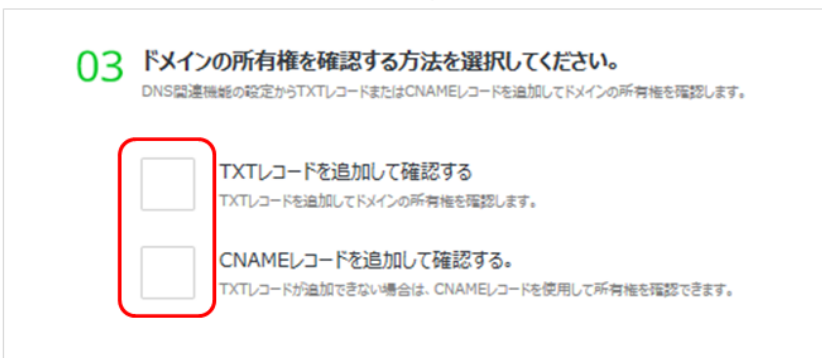 03 ドメインの所有権を確認する方法を選択してください。
DNS関連機能の設定からTXTレコードまたはCNAMEレコードを追加してドメインの所有権を確認します。
TXTレコードを追加して確認する
TXTレコードを追加してドメインの所有権を確認します。
CNAMEレコードを追加して確認する。
TXTレコードが追加できない場合は、CNAMEレコードを使用して所有権を確認できます。